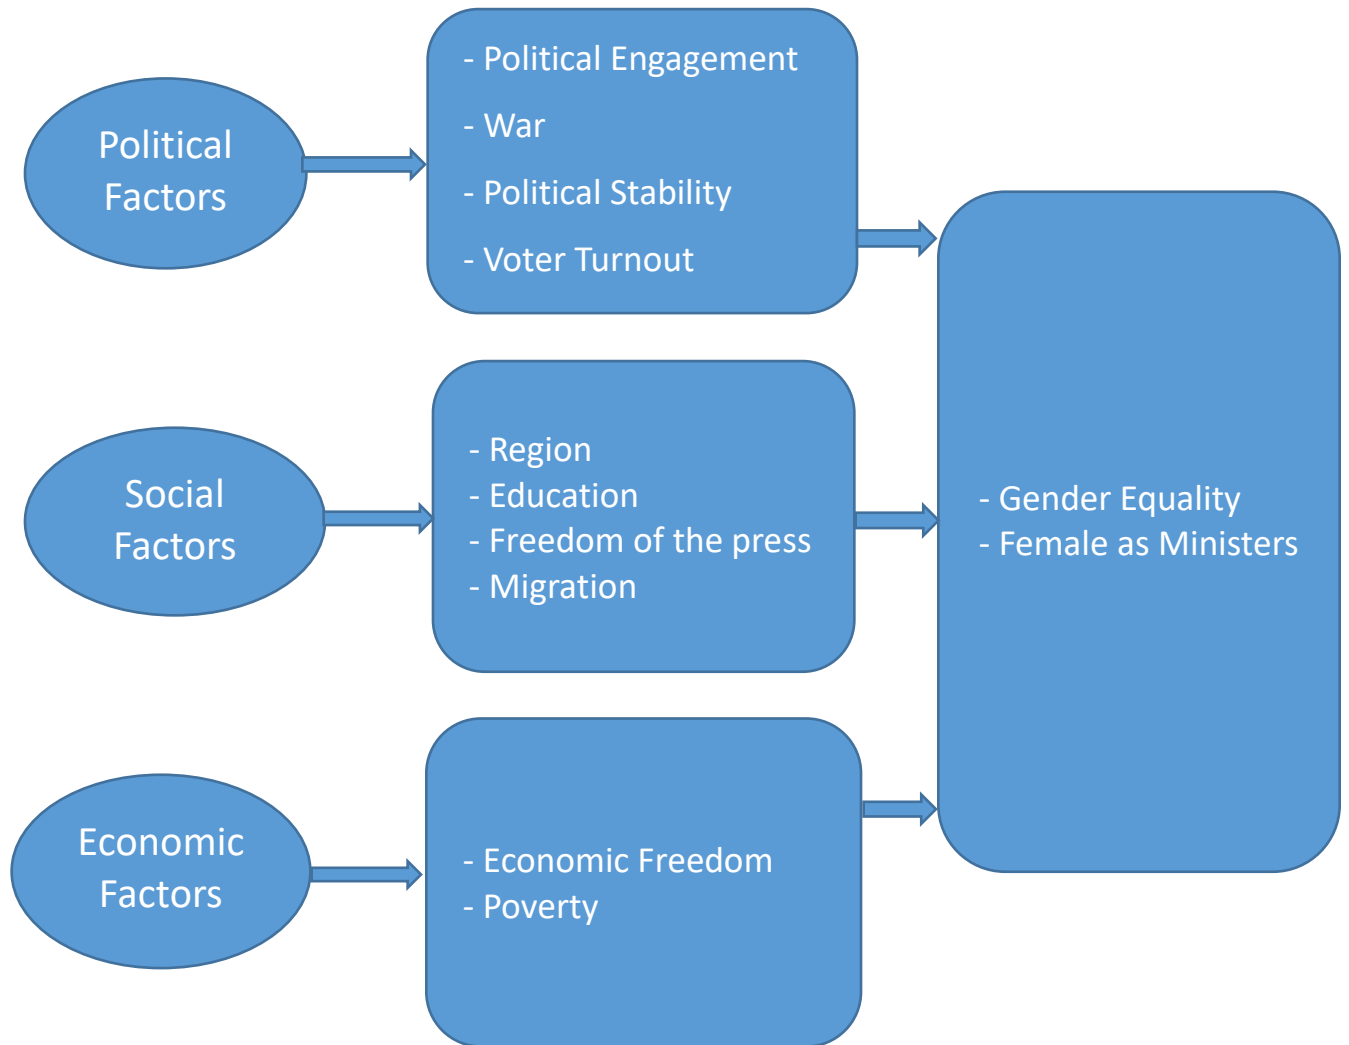 Political
Factors
- Political Engagement
- War
- Political Stability
- Voter Turnout
Social
Factors
- Region
- Education
- Freedom of the press
- Migration
Economic
Factors
- Economic Freedom
- Poverty
- Gender Equality
- Female as Ministers